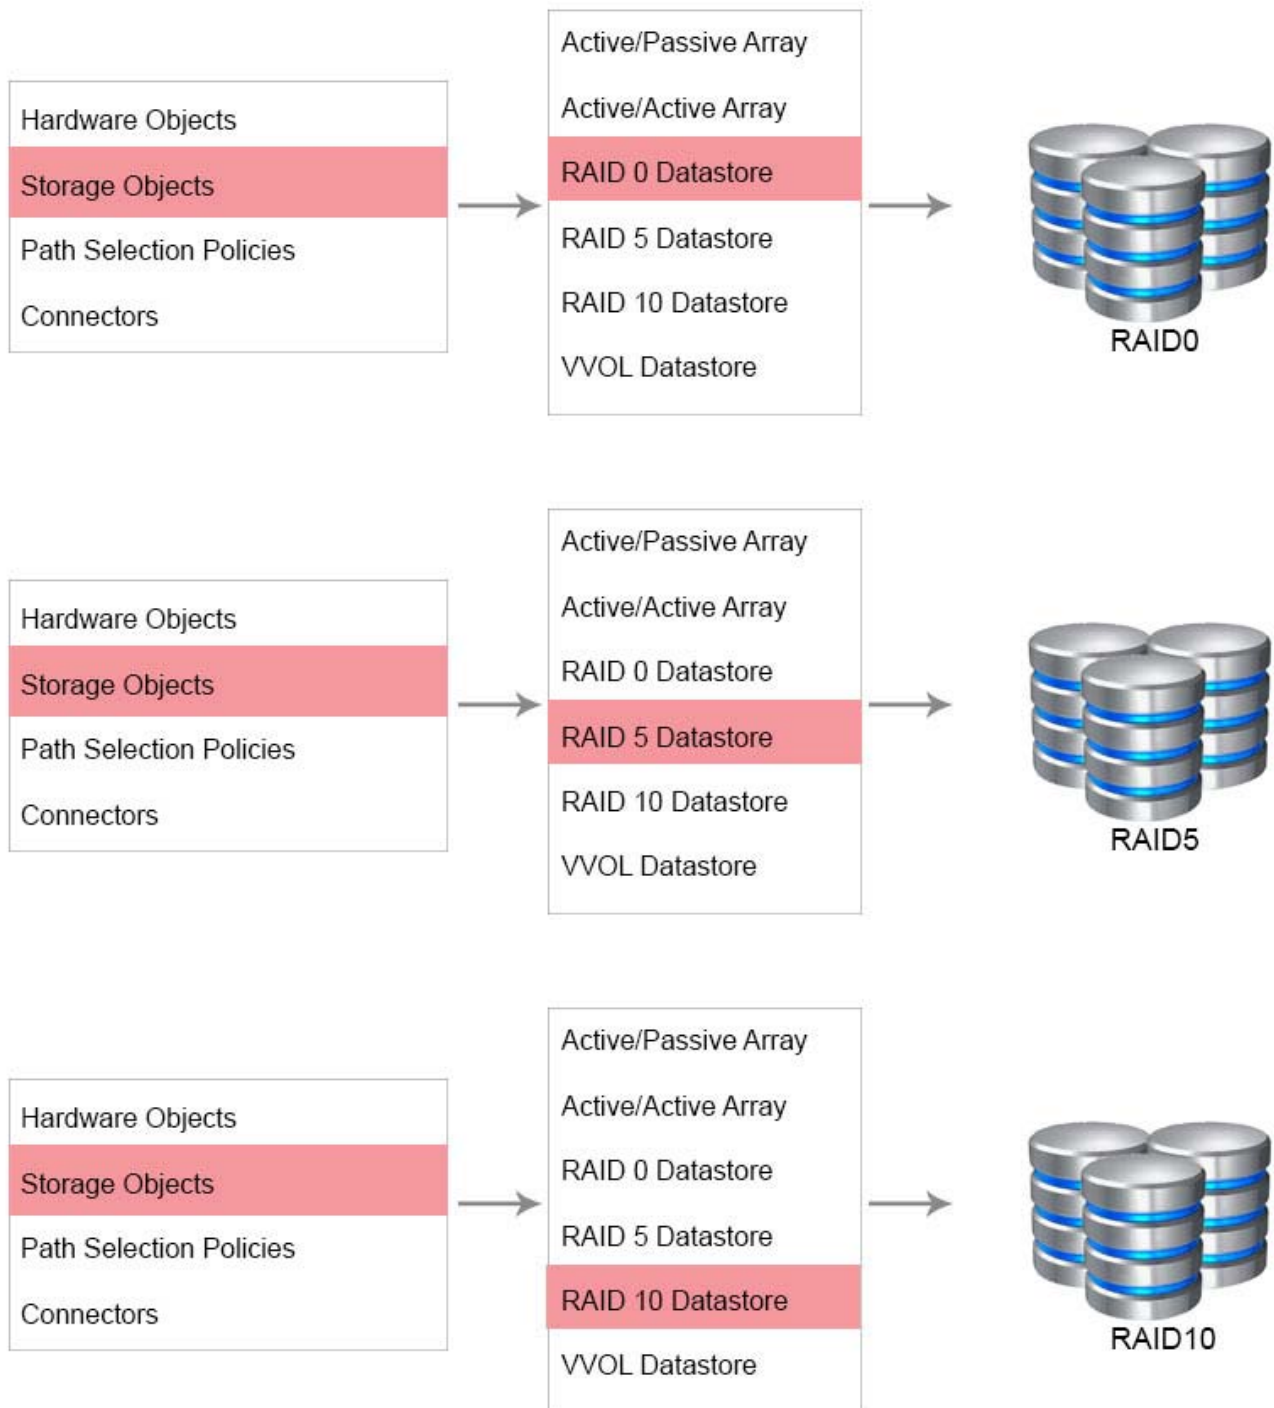 Hardware Objects
Storage Objects
Path Selection Policies
Connectors
Active/Passive Array
Active/Active Array
RAID 0 Datastore
RAID 5 Datastore
RAID 10 Datastore
VVOL Datastore
RAID0
Hardware Objects
Storage Objects
Path Selection Policies
Connectors
Active/Passive Array
Active/Active Array
RAID 0 Datastore
RAID 5 Datastore
RAID 10 Datastore
VVOL Datastore
RAID5
Hardware Objects
Storage Objects
Path Selection Policies
Connectors
Active/Passive Array
Active/Active Array
RAID 0 Datastore
RAID 5 Datastore
RAID 10 Datastore
VVOL Datastore
RAID10